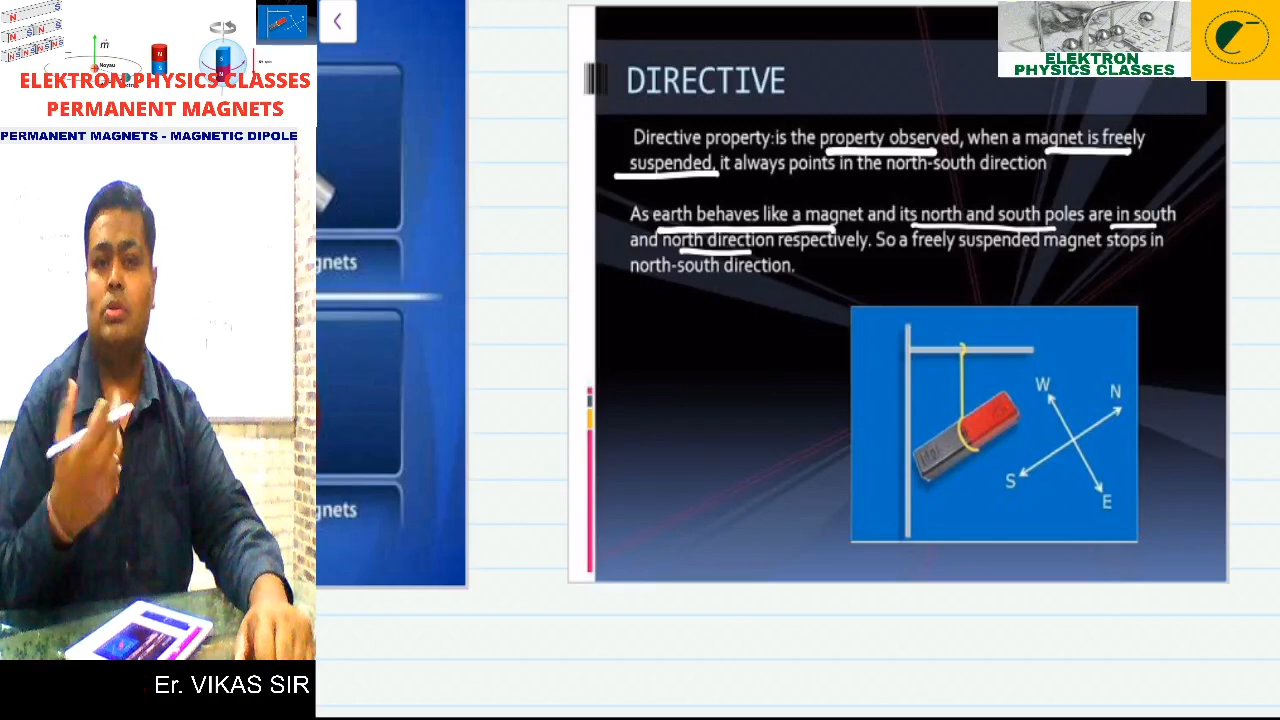 N
S
N
S
N
S
N
S
N
S
m
Noyau
N
S
S
N
ELEKTRON PHYSICS CLASSES
PERMANENT MAGNETS
PERMANENT MAGNETS - MAGNETIC DIPOLE
ELEKTRON
PHYSICS CLASSES
gnets
gnets
DIRECTIVE
Directive property:is the property observed, when a magnet is freely
suspended, it always points in the north-south direction
As earth behaves like a magnet and its north and south poles are in south
and north direction respectively. So a freely suspended magnet stops in
north-south direction.
W
N
S
E
Er. VIKAS SIR